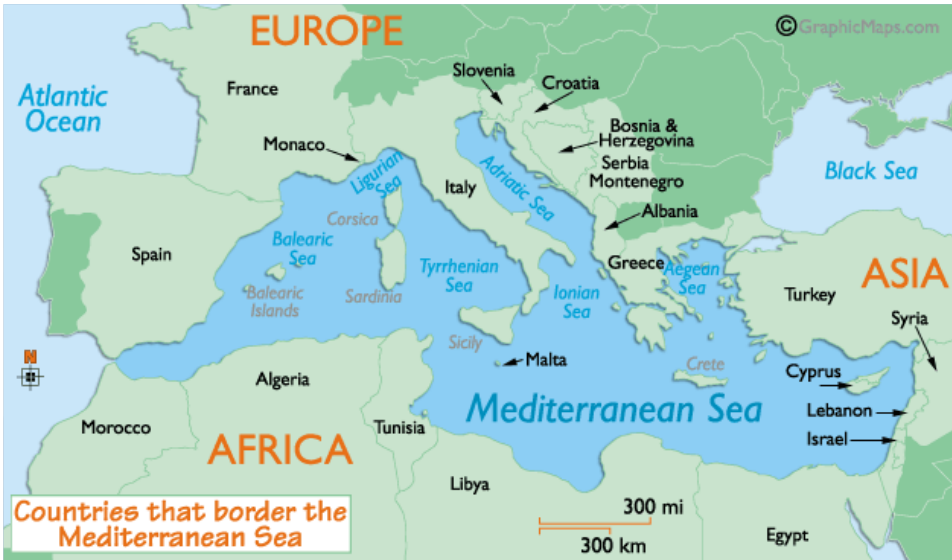 EUROPE
©GraphicMaps.com
Slovenia
Croatia
France
Atlantic
Ocean
Bosnia &
Herzegovina
Monaco
Serbia
Montenegro
Ligurian
Sea
Adriatic Sea
Black Sea
Italy
Corsica
Albania
Balearic
Sea
Spain
Tyrrhenian
Sea
Greece
Aegean
Sea
ASIA
Ionian
Sea
Turkey
Balearic
Islands
Sardinia
Syria
Sicily
N
Malta
Crete
Cyprus
Algeria
Mediterranean Sea
Lebanon
Morocco
Tunisia
Israel
AFRICA
Libya
300 mi
300 km
Egypt
Countries that border the
Mediterranean Sea